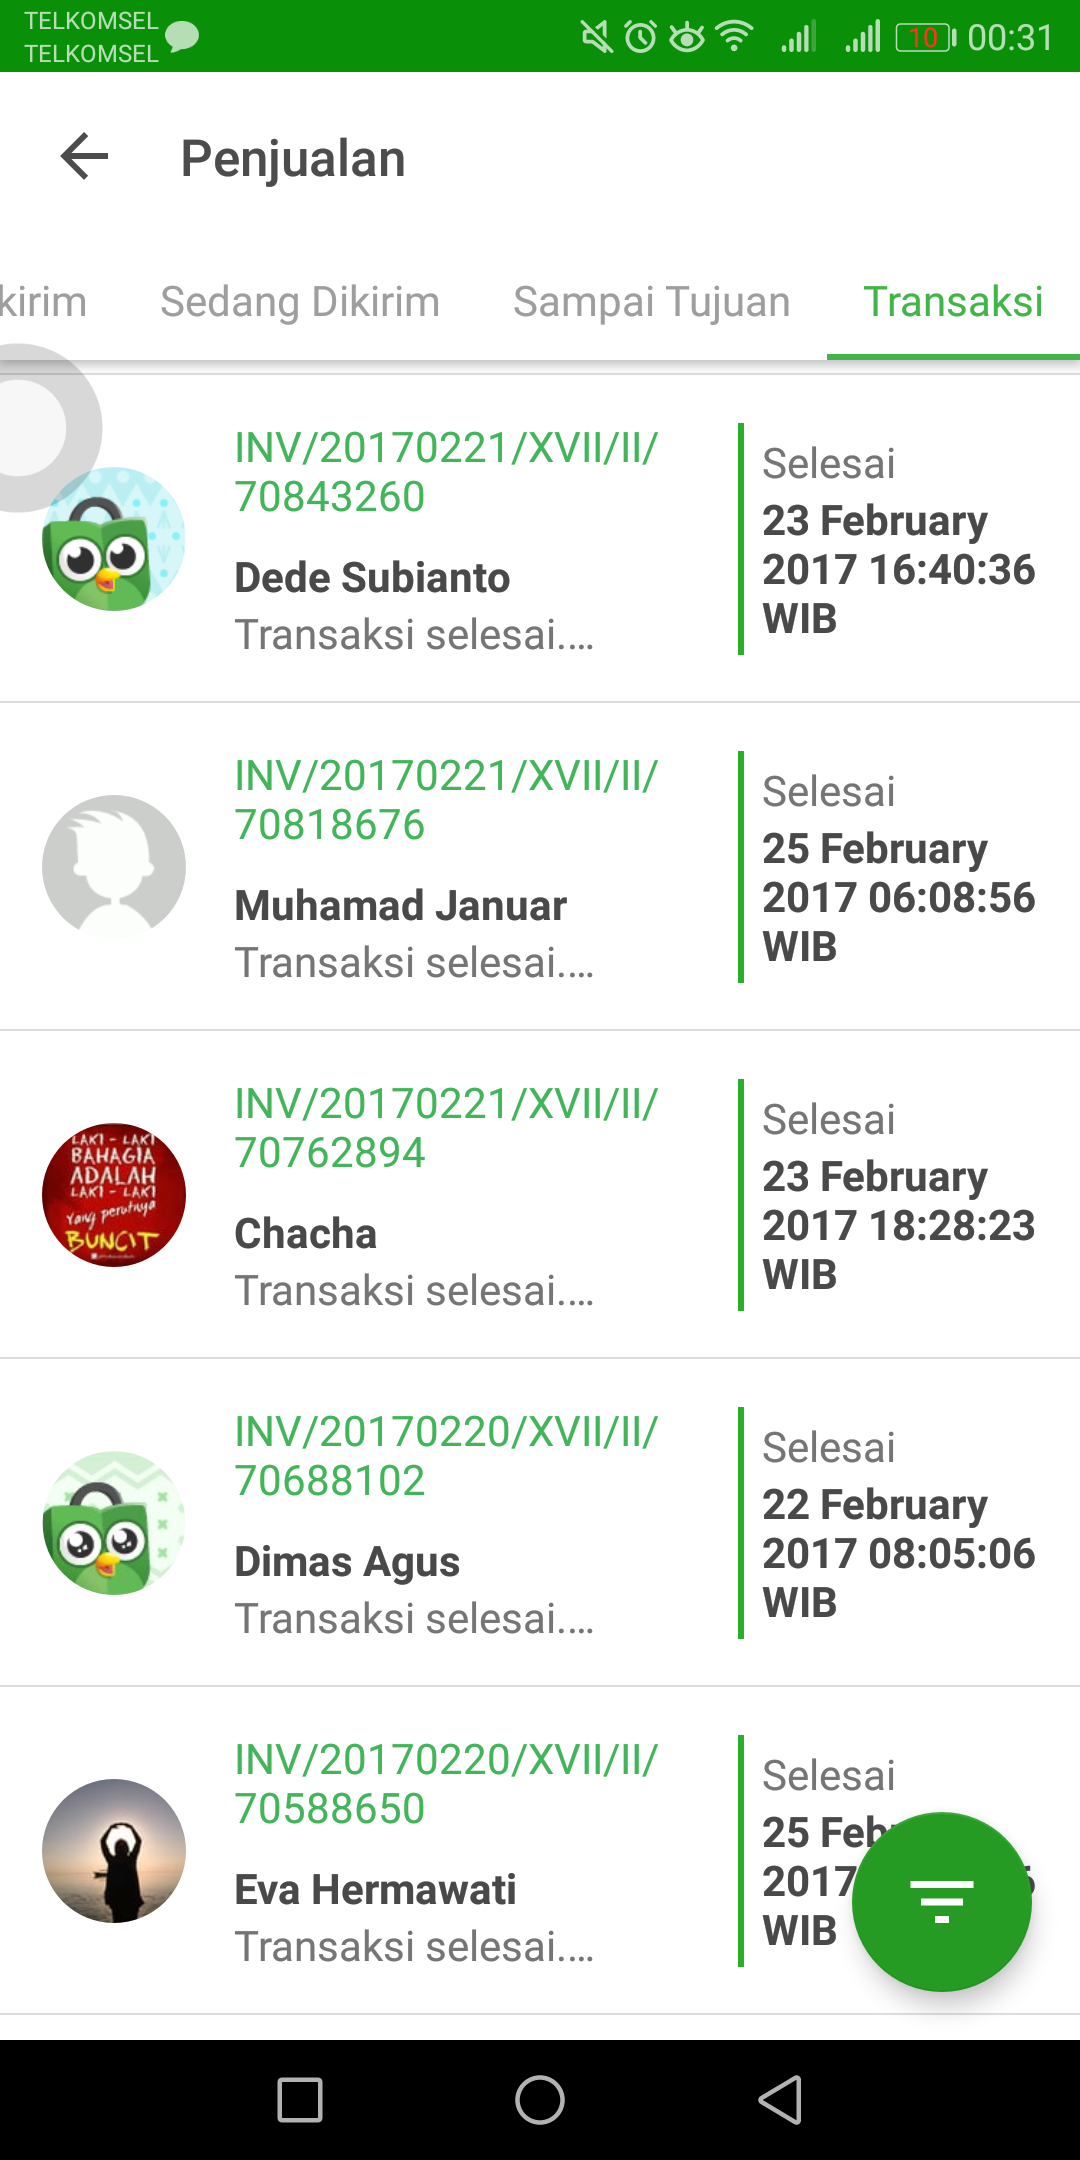 TELKOMSEL
TELKOMSEL
10
00:31
Penjualan
kirim
Sedang Dikirim
Sampai Tujuan
Transaksi
INV/20170221/XVII/II/
70843260
Dede Subianto
Transaksi selesai....
Selesai
23 February
2017 16:40:36
WIB
INV/20170221/XVII/II/
70818676
Muhamad Januar
Transaksi selesai....
Selesai
25 February
2017 06:08:56
WIB
LAKI - LAKI
BAHAGIA
ADALAH
LAKI - LAKI
Yang perutnya
BUNCIT
INV/20170221/XVII/II/
70762894
Chacha
Transaksi selesai....
Selesai
23 February
2017 18:28:23
WIB
INV/20170220/XVII/II/
70688102
Dimas Agus
Transaksi selesai....
Selesai
22 February
2017 08:05:06
WIB
INV/20170220/XVII/II/
70588650
Eva Hermawati
Transaksi selesai....
Selesai
25 Feb
2017
WIB